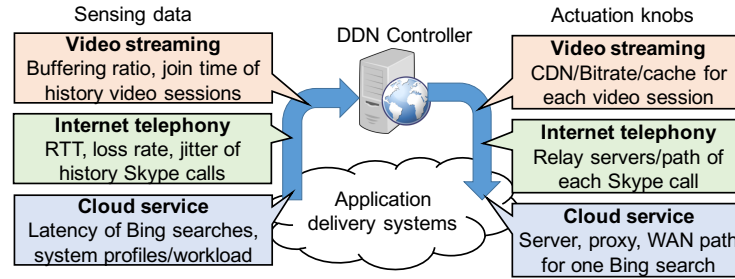 Sensing data
Video streaming
Buffering ratio, join time of
history video sessions
Internet telephony
RTT, loss rate, jitter of
history Skype calls
Cloud service
Latency of Bing searches,
system profiles/workload
DDN Controller
Application
delivery systems
Actuation knobs
Video streaming
CDN/Bitrate/cache for
each video session
Internet telephony
Relay servers/path of
each Skype call
Cloud service
Server, proxy, WAN path
for one Bing search